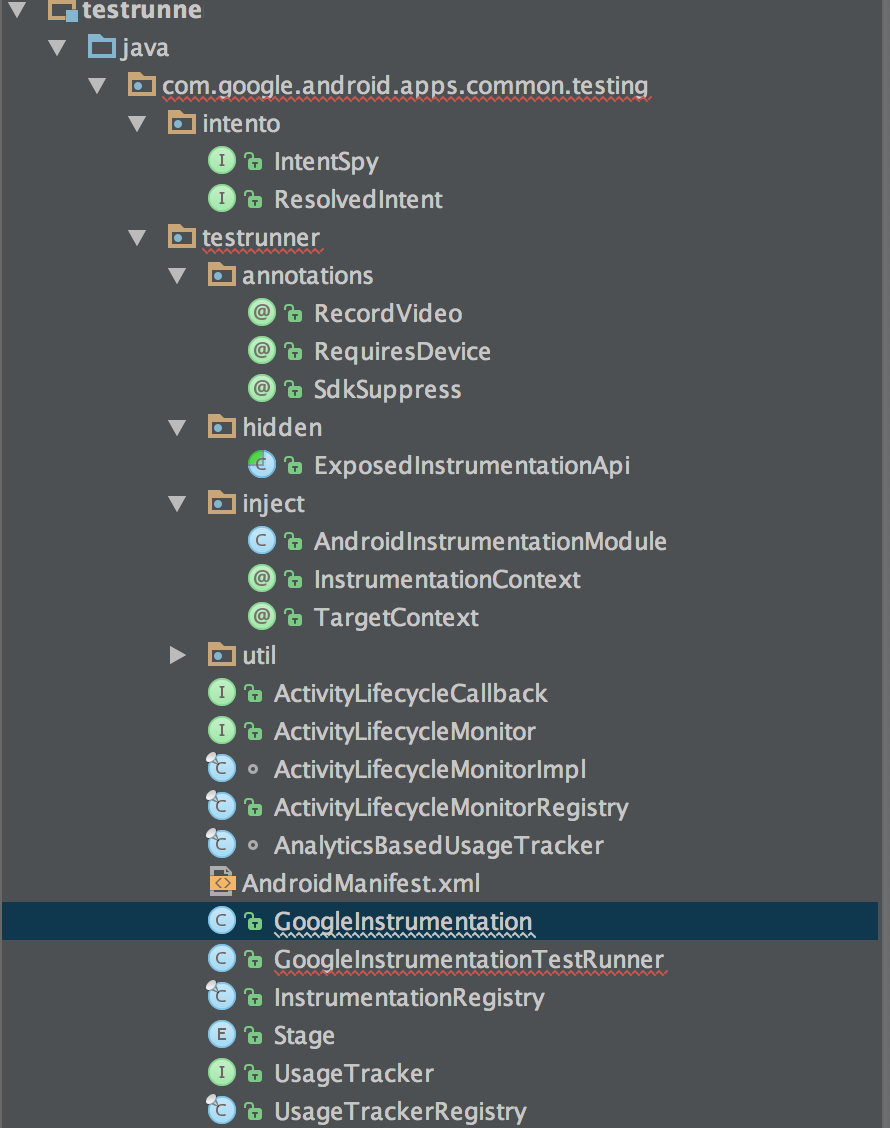 testrunne
java
com.google.android.apps.common.testing
intento
IntentSpy
ResolvedIntent
testrunner
annotations
RecordVideo
RequiresDevice
SdkSuppress
hidden
ExposedInstrumentationApi
inject
AndroidInstrumentationModule
InstrumentationContext
TargetContext
util
ActivityLifecycleCallback
ActivityLifecycleMonitor
ActivityLifecycleMonitorImpl
ActivityLifecycleMonitorRegistry
AnalyticsBasedUsageTracker
AndroidManifest.xml
GoogleInstrumentation
GoogleInstrumentationTestRunner
InstrumentationRegistry
Stage
UsageTracker
UsageTrackerRegistry